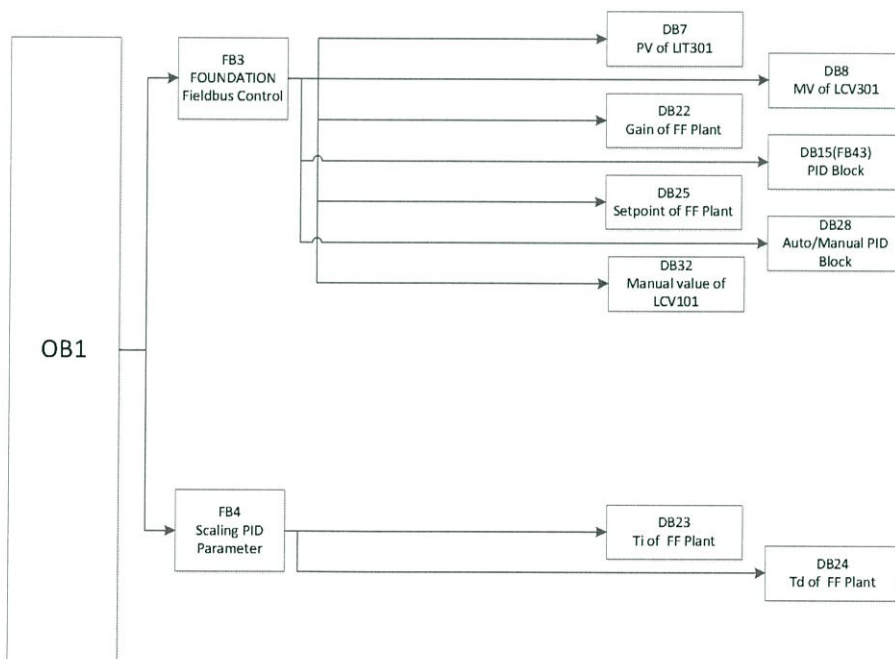 OB1
FB3
FOUNDATION
Fieldbus Control
DB7
PV of LIT301
DB8
MV of LCV301
DB22
Gain of FF Plant
DB15(FB43)
PID Block
DB25
Setpoint of FF Plant
DB28
Auto/Manual PID
Block
DB32
Manual value of
LCV101
FB4
Scaling PID
Parameter
DB23
Ti of FF Plant
DB24
Td of FF Plant